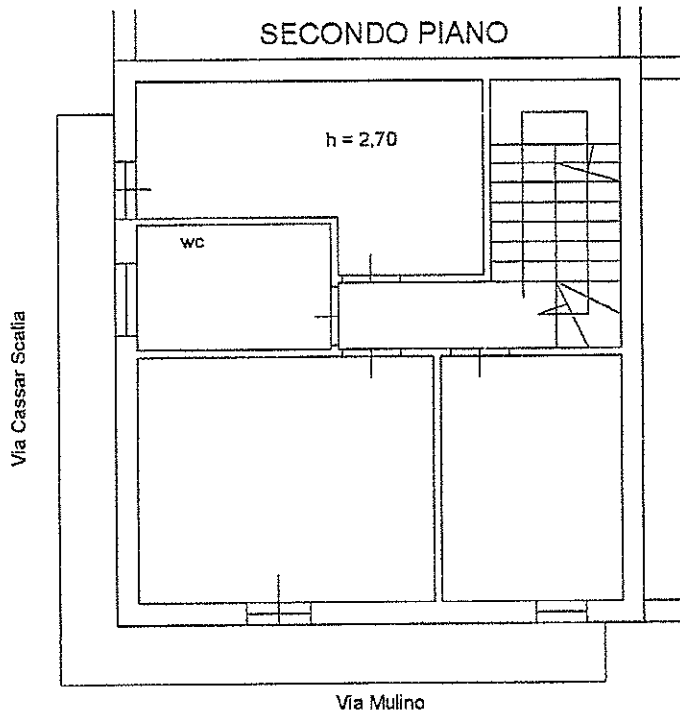 SECONDO PIANO
h = 2,70
wc
Via Cassar Scalia
Via Mulino